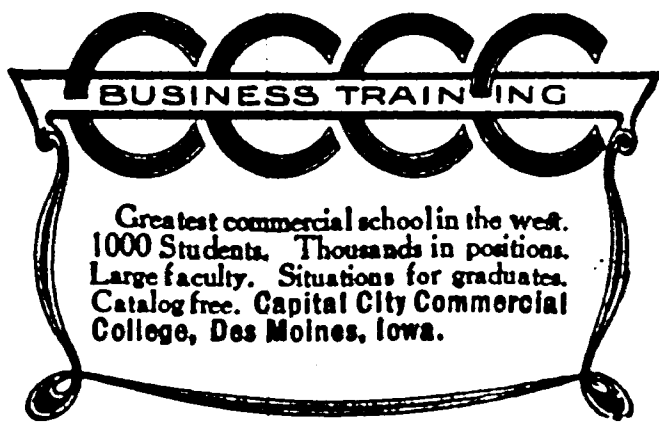 CCCC
BUSINESS TRAINING
Greatest commercial school in the west.
1000 Students. Thousands in positions.
Large faculty. Situations for graduates.
Catalog free. Capital City Commercial
College, Des Moines, Iowa.